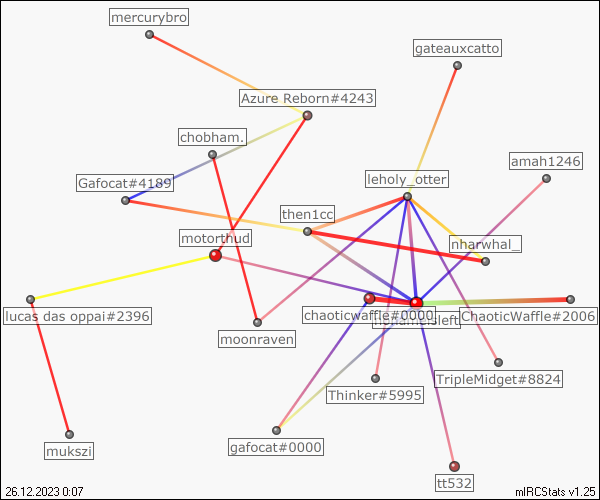 mercurybro
gateauxcatto
Azure Reborn#4243
chobham.
amah1246
Gafocat#4189
leholy_otter
then1cc
motorthud
nharwhal_
lucas das oppai#2396
chaoticwaffle#0000
ChaoticWaffle#2006
moonraven
TripleMidget#8824
Thinker#5995
mukszi
gafocat#0000
tt532
26.12.2023 0:07
mIRCStats v1.25